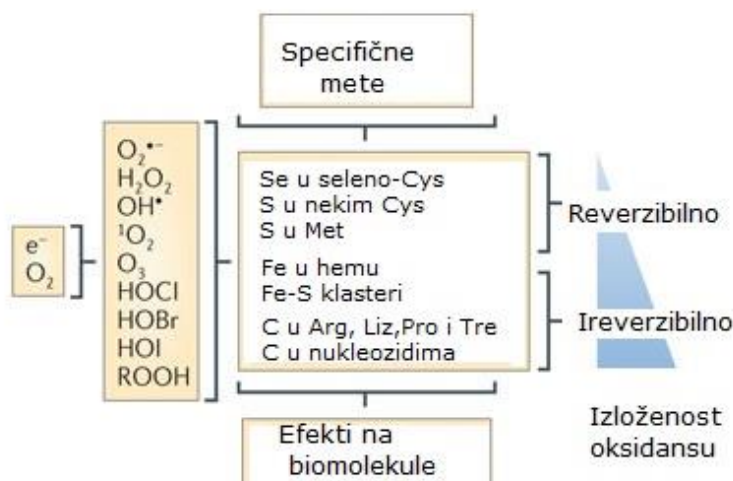 Specifične
mete
e⁻
O₂
O₂•⁻
H₂O₂
OH•
¹O₂
O₃
HOCl
HOBr
HOI
ROOH
Se u seleno-Cys
S u nekim Cys
S u Met
Fe u hemu
Fe-S klasteri
C u Arg, Liz,Pro i Tre
C u nukleozidima
Reverzibilno
Ireverzibilno
Izloženost
oksidansu
Efekti na
biomolekule